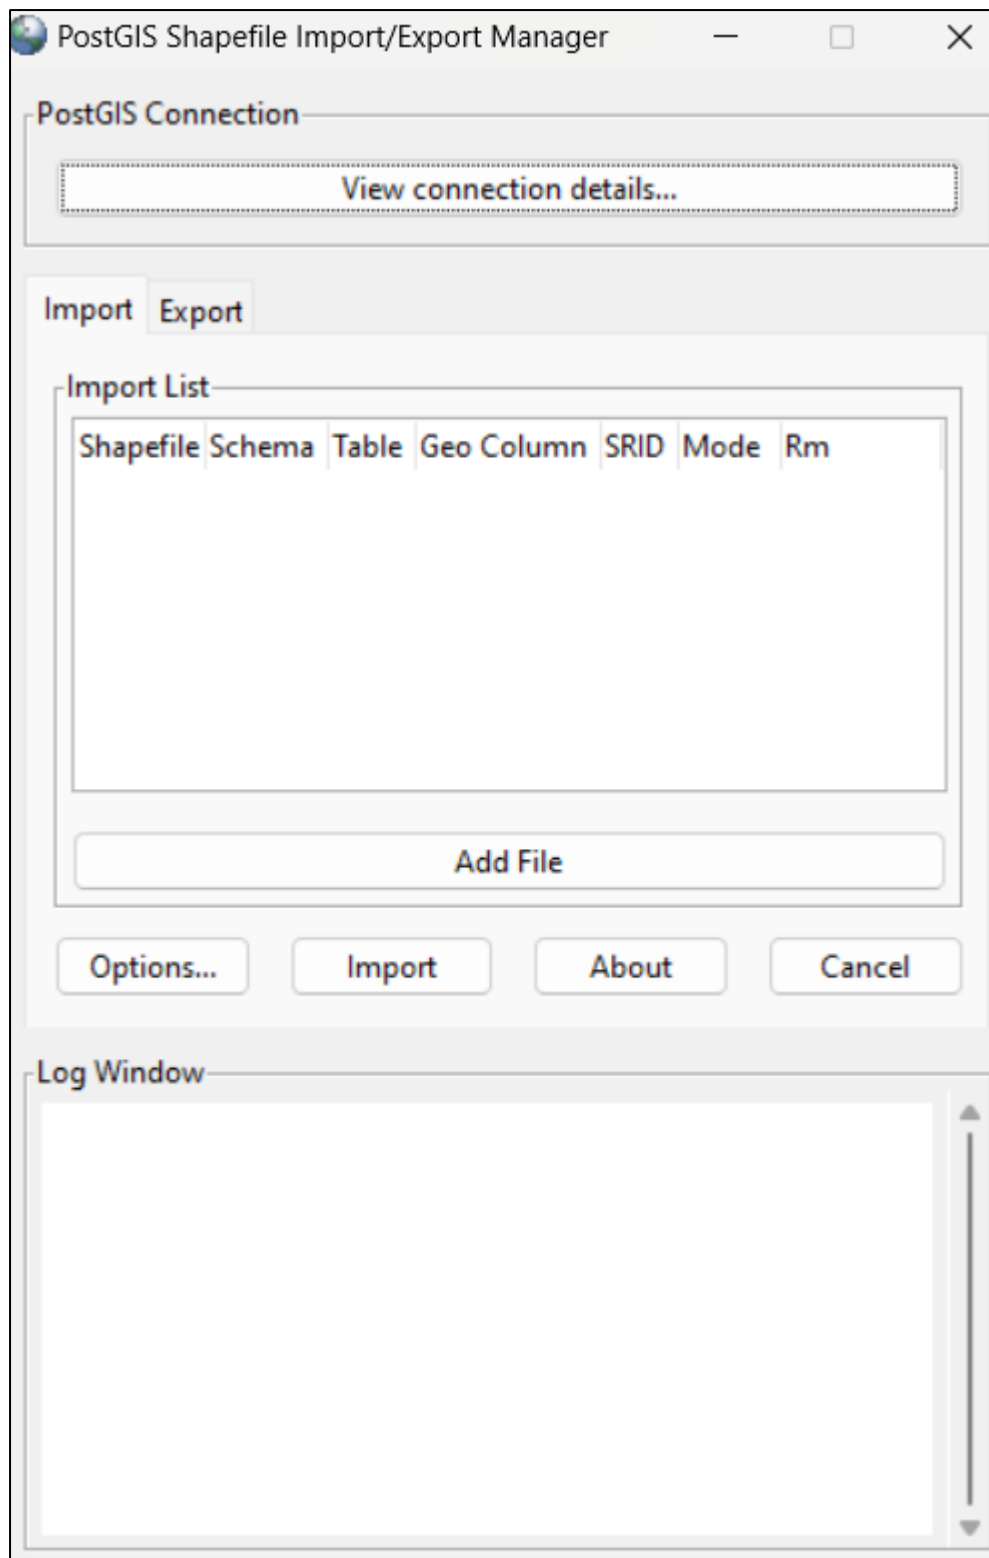 PostGIS Shapefile Import/Export Manager
PostGIS Connection
View connection details...
Import Export
Import List
Shapefile Schema Table Geo Column SRID Mode Rm
Add File
Options... Import About Cancel
Log Window